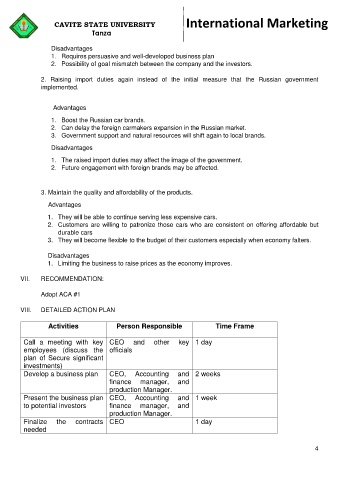 CAVITE STATE UNIVERSITY
Tanza
International Marketing
Disadvantages
1. Requires persuasive and well-developed business plan
2. Possibility of goal mismatch between the company and the investors.
2. Raising import duties again instead of the initial measure that the Russian government
implemented.
Advantages
1. Boost the Russian car brands.
2. Can delay the foreign carmakers expansion in the Russian market.
3. Government support and natural resources will shift again to local brands.
Disadvantages
1. The raised import duties may affect the image of the government.
2. Future engagement with foreign brands may be affected.
3. Maintain the quality and affordability of the products.
Advantages
1. They will be able to continue serving less expensive cars.
2. Customers are willing to patronize those cars who are consistent on offering affordable but
durable cars
3. They will become flexible to the budget of their customers especially when economy falters.
Disadvantages
1. Limiting the business to raise prices as the economy improves.
VII. RECOMMENDATION:
Adopt ACA #1
VIII. DETAILED ACTION PLAN
Activities Person Responsible Time Frame
Call a meeting with key CEO and other key 1 day
employees (discuss the officials
plan of Secure significant
investments)
Develop a business plan CEO, Accounting and 2 weeks
finance manager, and
production Manager.
Present the business plan CEO, Accounting and 1 week
to potential investors finance manager, and
production Manager.
Finalize the contracts CEO 1 day
needed
4